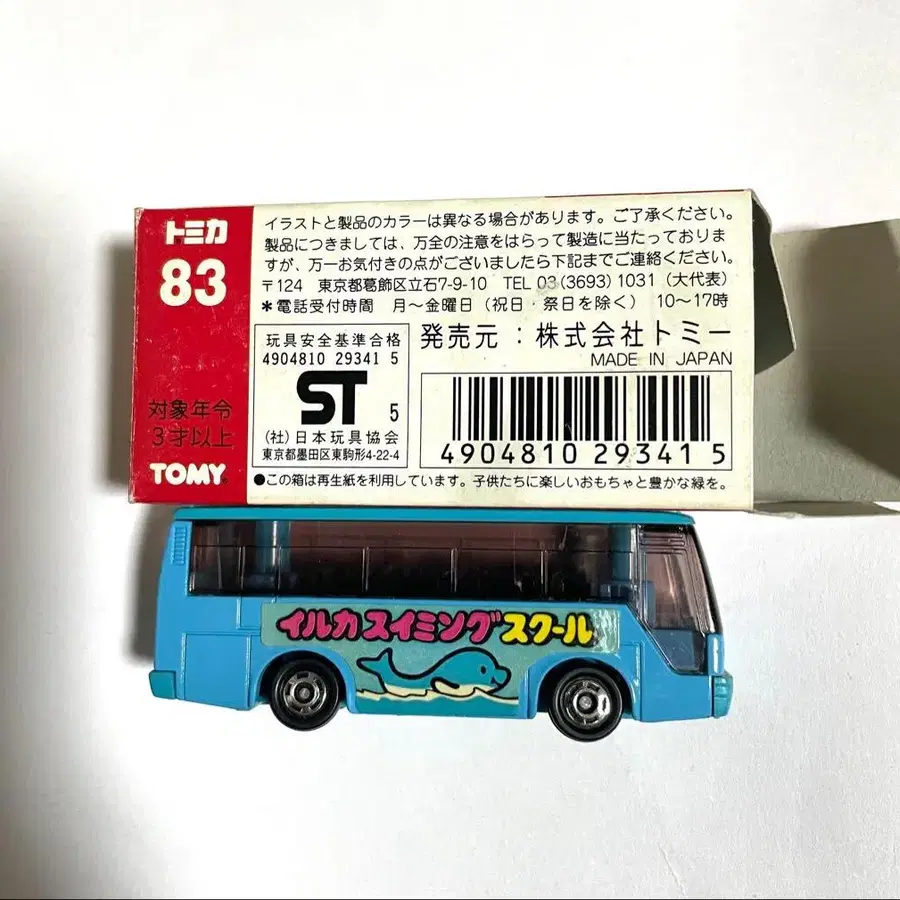 トミカ
83
対象年令
3才以上
TOMY
イラストと製品のカラーは異なる場合があります。ご了承ください。
製品につきましては、万全の注意をはらって製造に当たっておりま
すが、万一お気付きの点がございましたら下記までご連絡ください。
〒124 東京都葛飾区立石7-9-10 TEL 03(3693)1031(大代表)
*電話受付時間 月〜金曜日(祝日・祭日を除く) 10〜17時
玩具安全基準合格
4904810 29341 5
ST 5
(社)日本玩具協会
東京都墨田区東駒形4-22-4
発売元:株式会社トミー
MADE IN JAPAN
4904810 293415
●この箱は再生紙を利用しています。子供たちに楽しいおもちゃと豊かな緑を。
イルカスイミングスクール